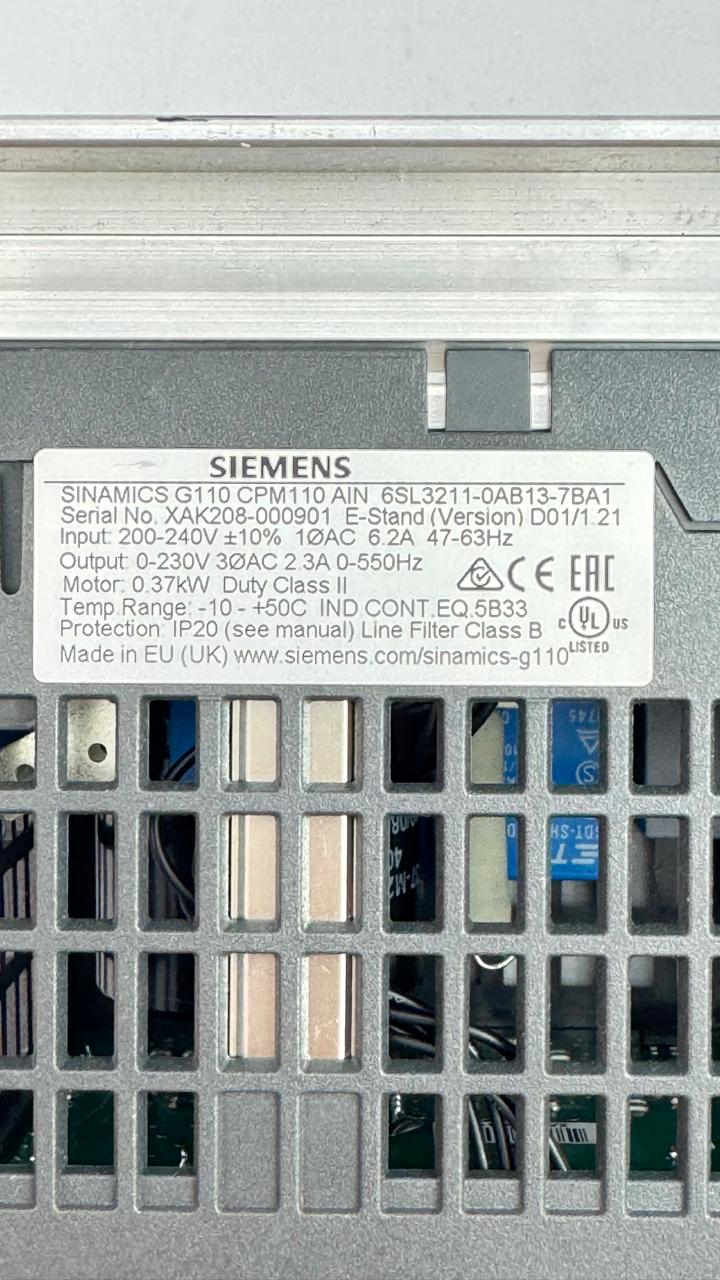 SIEMENS
SINAMICS G110 CPM110 AIN 6SL3211-0AB13-7BA1
Serial No. XAK208-000901 E-Stand (Version) D01/1.21
Input: 200-240V ±10% 1ØAC 6.2A 47-63Hz
Output: 0-230V 3ØAC 2.3A 0-550Hz
CE EAC
Motor: 0.37kW Duty Class II
Temp.Range: -10 - +50C IND.CONT.EQ.5B33
C UL US
Protection: IP20 (see manual) Line Filter Class B
LISTED
Made in EU (UK) www.siemens.com/sinamics-g110
1745